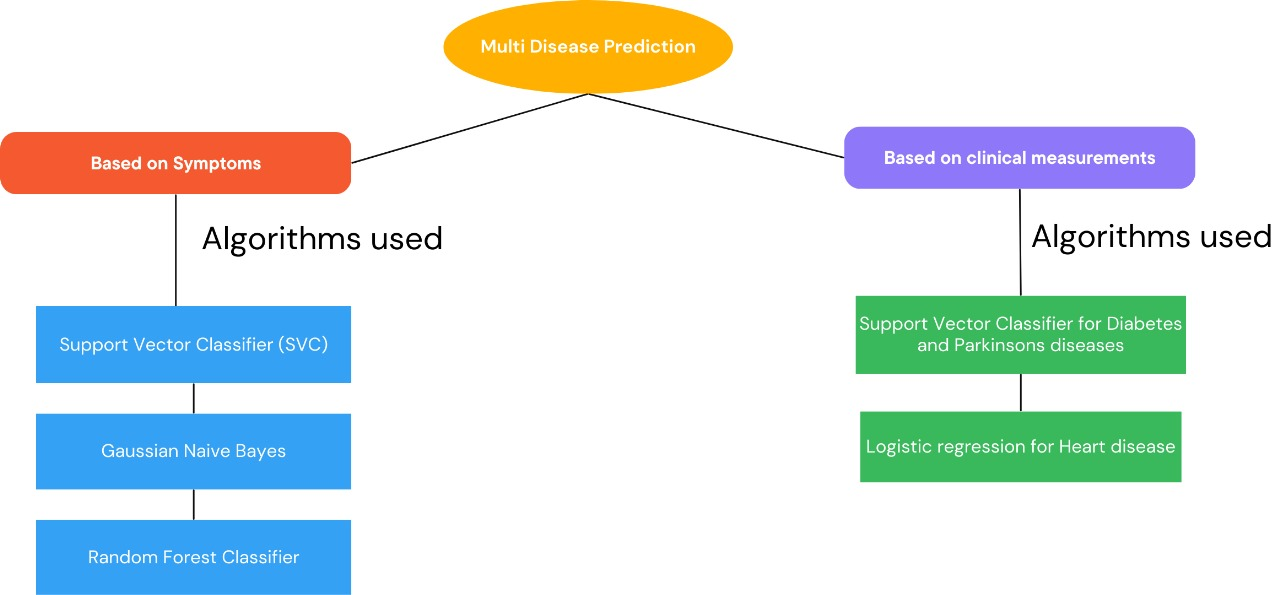 Multi Disease Prediction
Based on Symptoms
Based on clinical measurements
Algorithms used
Algorithms used
Support Vector Classifier (SVC)
Support Vector Classifier for Diabetes
and Parkinsons diseases
Gaussian Naive Bayes
Logistic regression for Heart disease
Random Forest Classifier